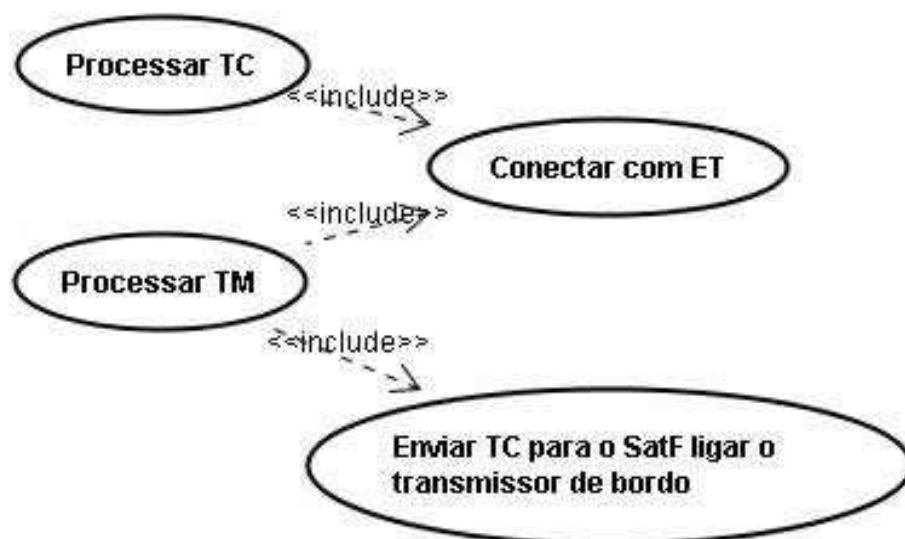 Processar TC
<<include>>
Conectar com ET
<<include>>
Processar TM
<<include>>
Enviar TC para o SatF ligar o
transmissor de bordo